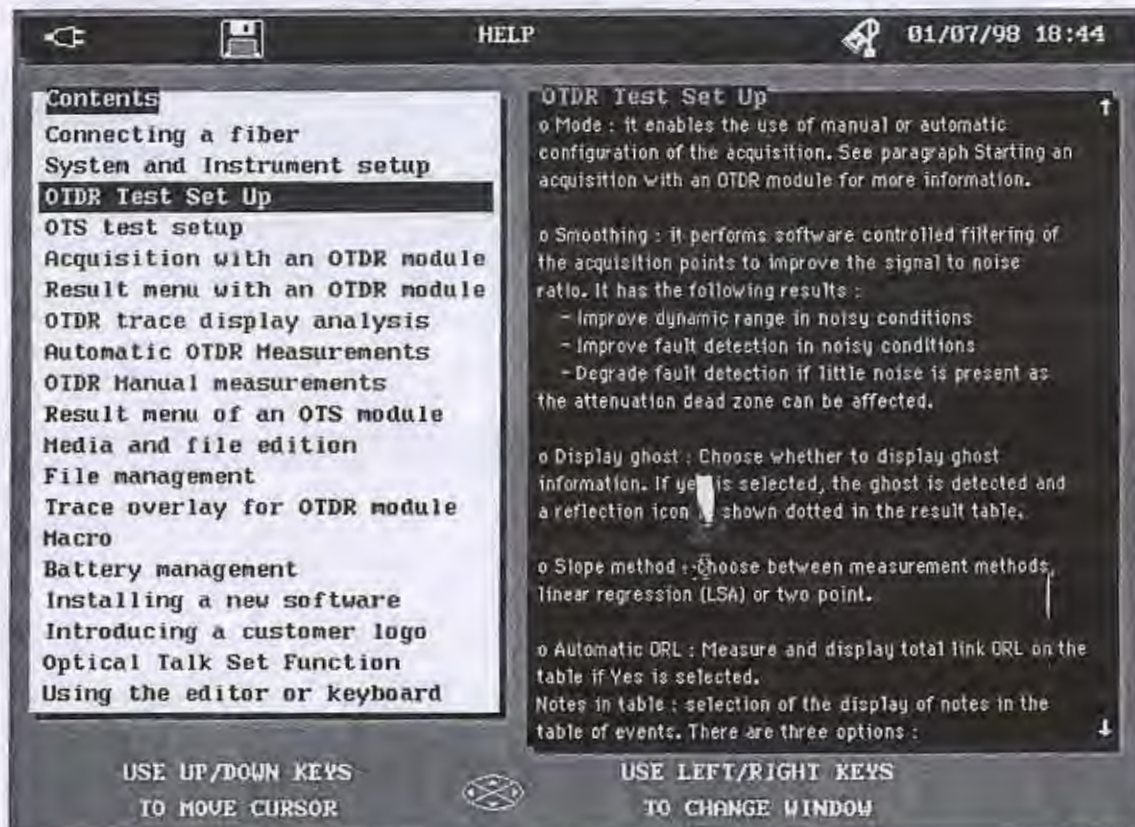 HELP
01/07/98 18:44
Contents
Connecting a fiber
System and Instrument setup
OTDR Test Set Up
OTS test setup
Acquisition with an OTDR module
Result menu with an OTDR module
OTDR trace display analysis
Automatic OTDR Measurements
OTDR Manual measurements
Result menu of an OTS module
Media and file edition
File management
Trace overlay for OTDR module
Macro
Battery management
Installing a new software
Introducing a customer logo
Optical Talk Set Function
Using the editor or keyboard
OTDR Test Set Up
o Mode : it enables the use of manual or automatic
configuration of the acquisition. See paragraph Starting an
acquisition with an OTDR module for more information.
o Smoothing : it performs software controlled filtering of
the acquisition points to improve the signal to noise
ratio. It has the following results :
- Improve dynamic range in noisy conditions
- Improve fault detection in noisy conditions
- Degrade fault detection if little noise is present as
the attenuation dead zone can be affected.
o Display ghost : Choose whether to display ghost
information. If is selected, the ghost is detected and
a reflection icon shown dotted in the result table.
o Slope method : Choose between measurement methods,
linear regression (LSA) or two point.
o Automatic ORL : Measure and display total link ORL on the
table if Yes is selected.
Notes in table : selection of the display of notes in the
table of events. There are three options :
USE UP/DOWN KEYS
TO MOVE CURSOR
USE LEFT/RIGHT KEYS
TO CHANGE WINDOW